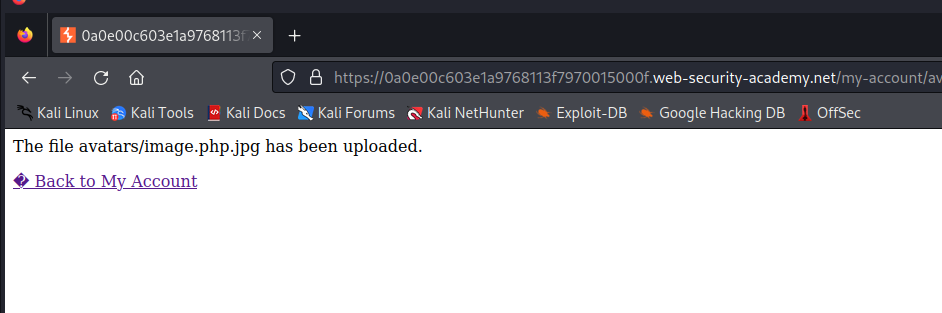 0a0e00c603e1a9768113f
https://0a0e00c603e1a9768113f7970015000f.web-security-academy.net/my-account/av
Kali Linux Kali Tools Kali Docs Kali Forums Kali NetHunter Exploit-DB Google Hacking DB OffSec
The file avatars/image.php.jpg has been uploaded.
� Back to My Account